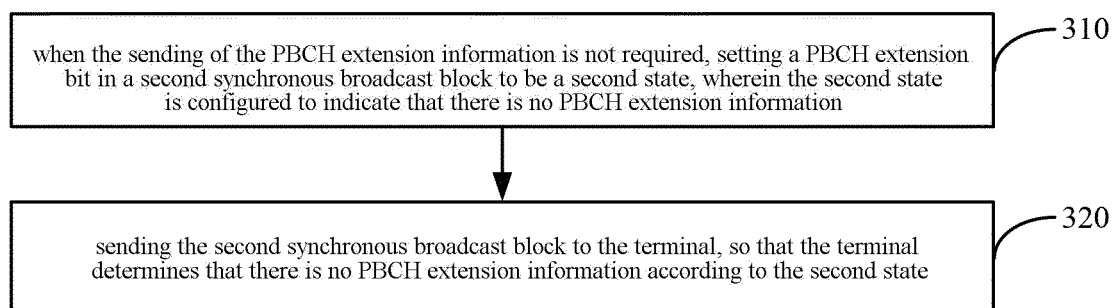 when the sending of the PBCH extension information is not required, setting a PBCH extension
bit in a second synchronous broadcast block to be a second state, wherein the second state
is configured to indicate that there is no PBCH extension information
310
sending the second synchronous broadcast block to the terminal, so that the terminal
determines that there is no PBCH extension information according to the second state
320